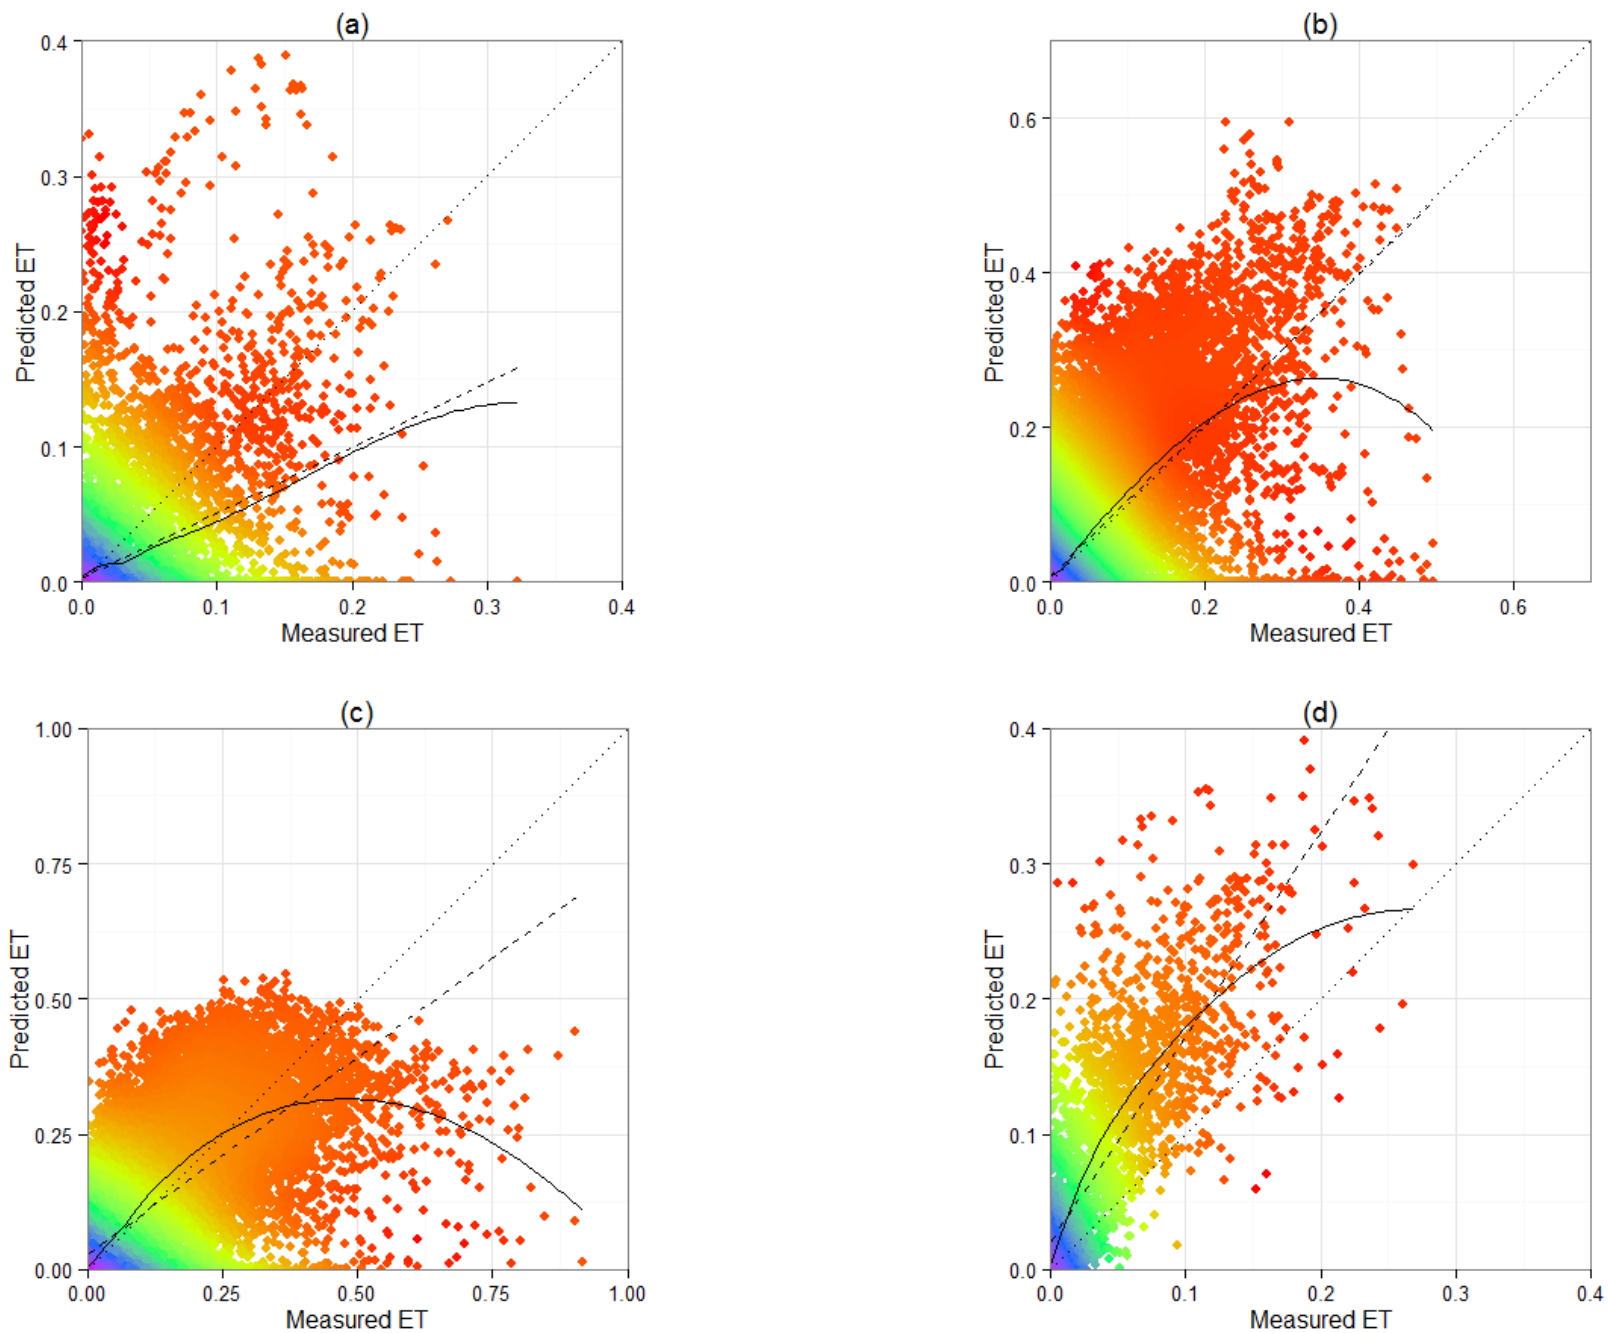 (a)
0.4
0.3
0.2
0.1
0.0
Predicted ET
0.0 0.1 0.2 0.3 0.4
Measured ET
(b)
0.6
0.4
0.2
0.0
Predicted ET
0.0 0.2 0.4 0.6
Measured ET
(c)
1.00
0.75
0.50
0.25
0.00
Predicted ET
0.00 0.25 0.50 0.75 1.00
Measured ET
(d)
0.4
0.3
0.2
0.1
0.0
Predicted ET
0.0 0.1 0.2 0.3 0.4
Measured ET